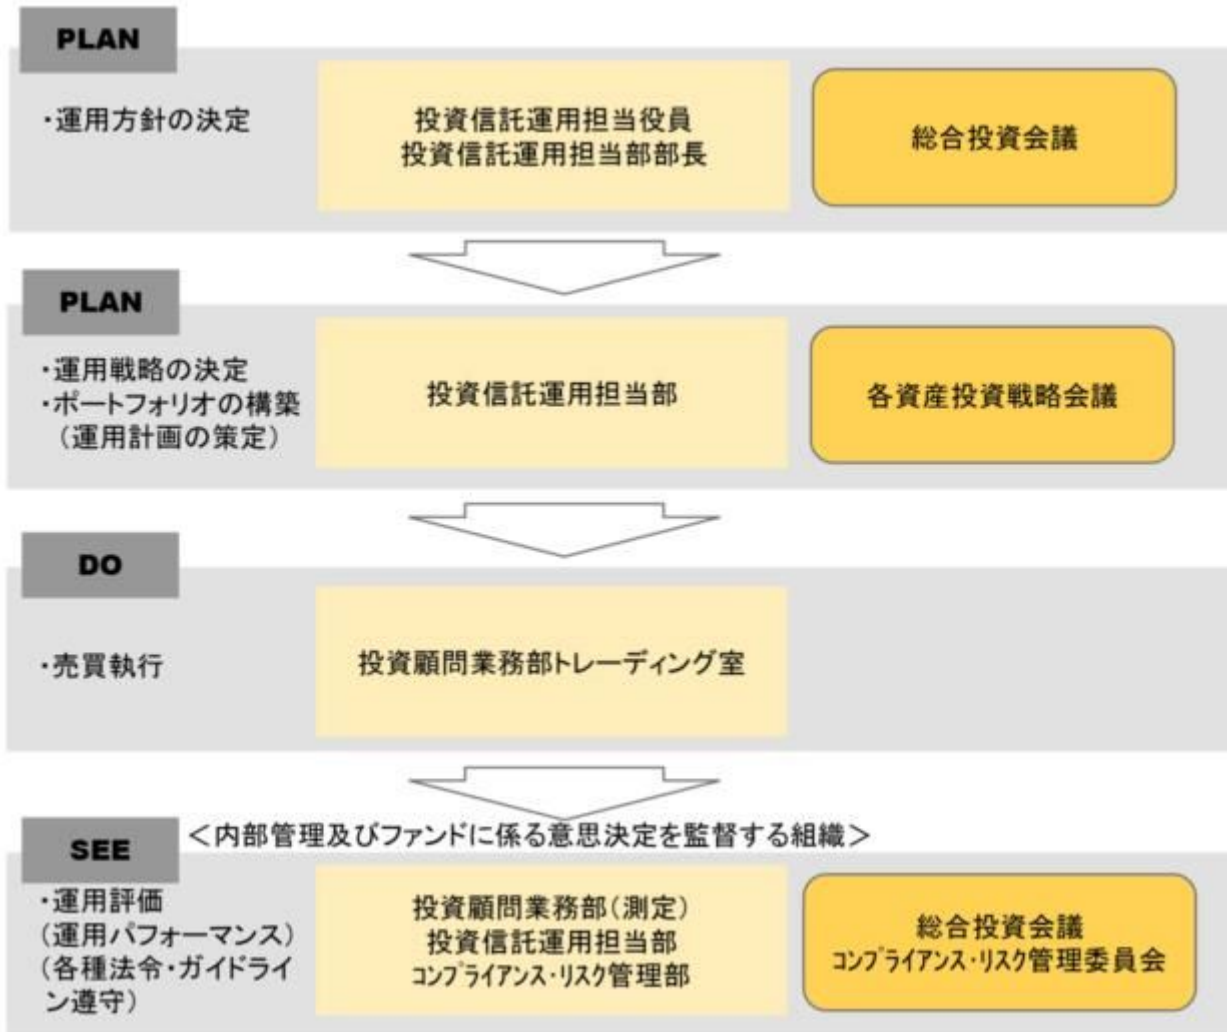 PLAN
・運用方針の決定
投資信託運用担当役員
投資信託運用担当部部長
総合投資会議
PLAN
・運用戦略の決定
・ポートフォリオの構築
（運用計画の策定）
投資信託運用担当部
各資産投資戦略会議
DO
・売買執行
投資顧問業務部トレーディング室
SEE
＜内部管理及びファンドに係る意思決定を監督する組織＞
・運用評価
（運用パフォーマンス）
（各種法令・ガイドライ
ン遵守）
投資顧問業務部（測定）
投資信託運用担当部
ｺﾝﾌﾟﾗｲｱﾝｽ・ﾘｽｸ管理部
総合投資会議
ｺﾝﾌﾟﾗｲｱﾝｽ・ﾘｽｸ管理委員会